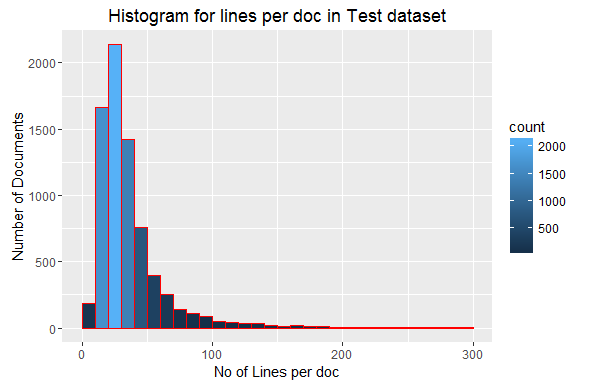 Histogram for lines per doc in Test dataset
Number of Documents
2000
1500
1000
500
0
0 100 200 300
No of Lines per doc
count
2000
1500
1000
500